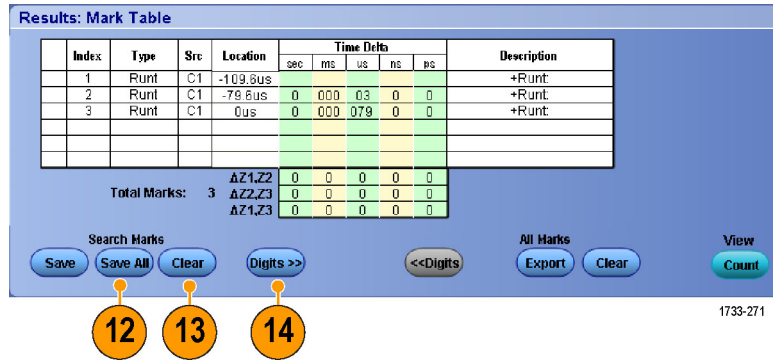 Results: Mark Table
Index Type Src Location Time Delta Description
sec ms us ns ps
1 Runt C1 -109.6us +Runt:
2 Runt C1 -79.6us 0 000 03 0 0 +Runt:
3 Runt C1 0us 0 000 079 0 0 +Runt:
ΔZ1,Z2 0 0 0 0 0
Total Marks: 3 ΔZ2,Z3 0 0 0 0 0
ΔZ1,Z3 0 0 0 0 0
Search Marks All Marks View
Save Save All Clear Digits >> <<Digits Export Clear Count
1733-271
12 13 14